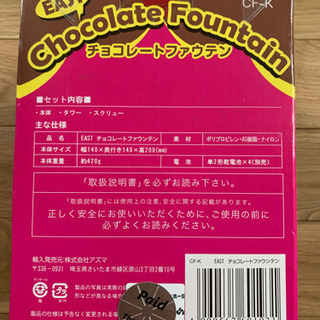 EAST
CF-K
Chocolate Fountain
チョコレートファウテン
■セット内容
・本体 ・タワー ・スクリュー
主な仕様
品名 EAST チョコレートファウンテン 素材 ポリプロピレン・AS樹脂・ナイロン
本体サイズ 幅140×奥行き140×高200(mm)
本体重量 約420g 電池 単2形乾電池×4(別売)
「取扱説明書」を必ずお読み下さい。
「取扱説明書」には、使用上の注意、安全に関する記載があります。
正しく安全にお使いいただくために、ご使用の前に
必ずよくお読みください。
輸入発売元:株式会社アズマ
〒336-0931 埼玉県さいたま市緑区原山3丁目2番10号
CF-K EAST チョコレートファウンテン
Paid